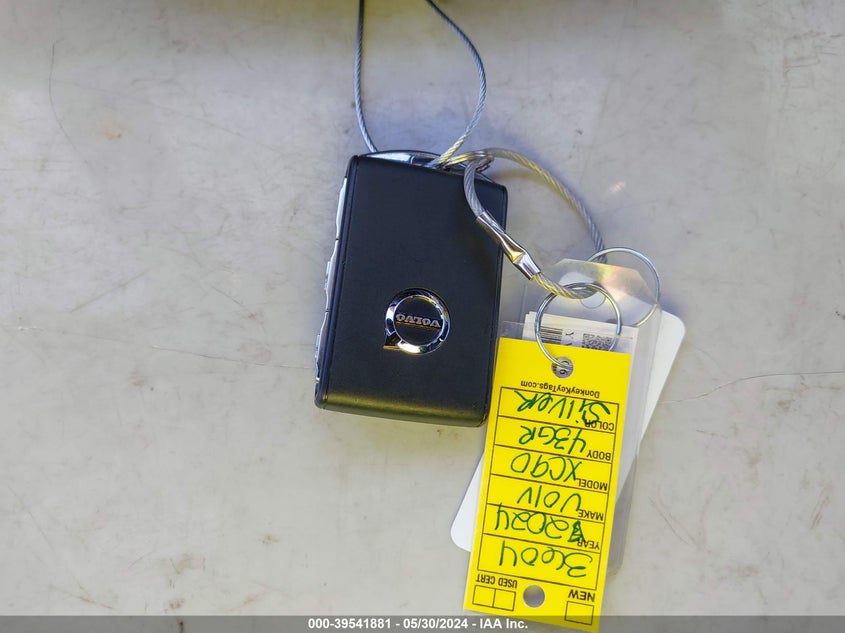 VOLVO
NEW
USED CERT
3604
YEAR 2024
MAKE VOlV
MODEL XC90
BODY 43GR
COLOR SilveR
DonkeyKeyTags.com
000-39541881 - 05/30/2024 - IAA Inc.